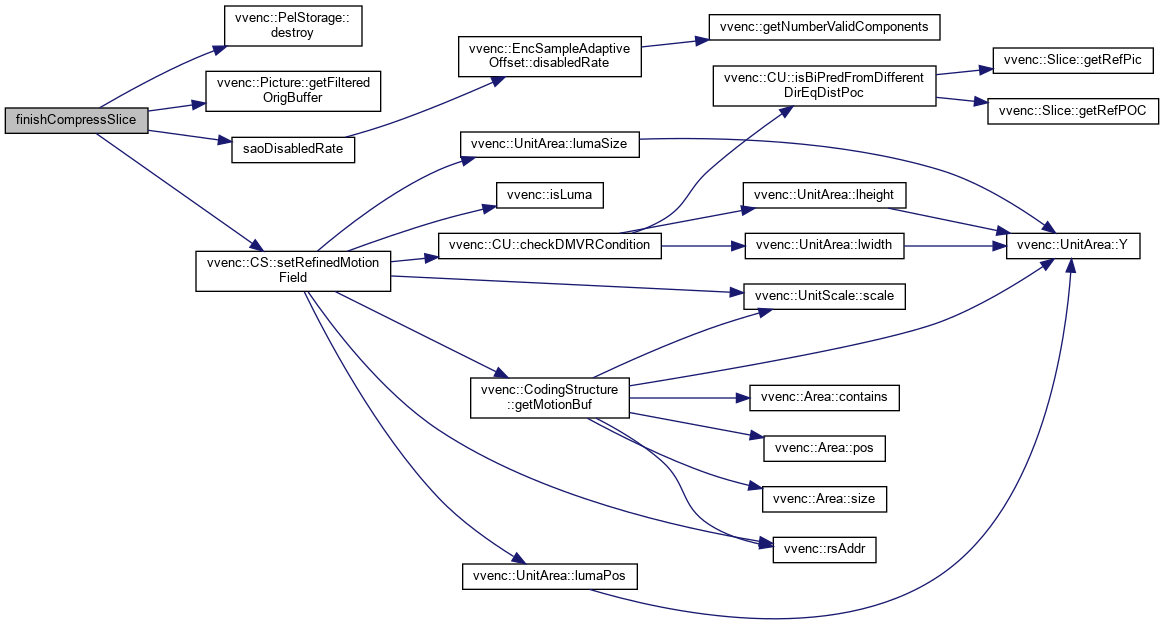 finishCompressSlice
vvenc::PelStorage::
destroy
vvenc::Picture::getFiltered
OrigBuffer
saoDisabledRate
vvenc::CS::setRefinedMotion
Field
vvenc::EncSampleAdaptive
Offset::disabledRate
vvenc::UnitArea::lumaSize
vvenc::isLuma
vvenc::CU::checkDMVRCondition
vvenc::CodingStructure
::getMotionBuf
vvenc::UnitArea::lumaPos
vvenc::getNumberValidComponents
vvenc::CU::isBiPredFromDifferent
DirEqDistPoc
vvenc::UnitArea::lheight
vvenc::UnitArea::lwidth
vvenc::UnitScale::scale
vvenc::Area::contains
vvenc::Area::pos
vvenc::Area::size
vvenc::rsAddr
vvenc::Slice::getRefPic
vvenc::Slice::getRefPOC
vvenc::UnitArea::Y